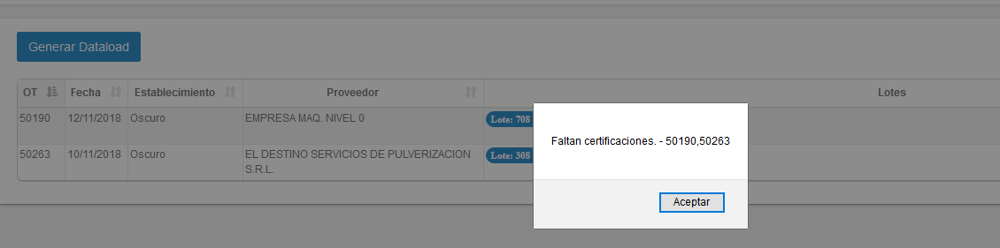 Generar Dataload
OT Fecha Establecimiento Proveedor Lotes
50190 12/11/2018 Oscuro EMPRESA MAQ. NIVEL 0 Lote: 708
50263 10/11/2018 Oscuro EL DESTINO SERVICIOS DE PULVERIZACION Lote: 308
S.R.L.
Faltan certificaciones. - 50190,50263
Aceptar